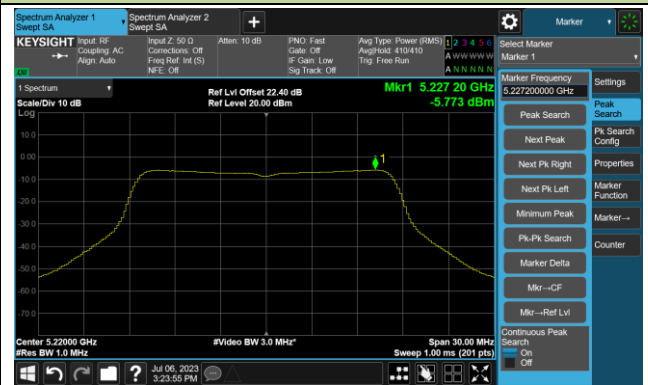 Spectrum Analyzer 1
Swept SA
Spectrum Analyzer 2
Swept SA
+
Marker
KEYSIGHT
Input: RF
Coupling: AC
Align: Auto
Input Z: 50 Ω
Corrections: Off
Freq Ref: Int (S)
NFE: Off
Atten: 10 dB
PNO: Fast
Gate: Off
IF Gain: Low
Sig Track: Off
Avg Type: Power (RMS)
Avg|Hold: 410/410
Trig: Free Run
1 2 3 4 5 6
A W W W W W
A N N N N N
LXI
Select Marker
Marker 1
1 Spectrum
Scale/Div 10 dB
Log
Ref Lvl Offset 22.40 dB
Ref Level 20.00 dBm
Mkr1 5.227 20 GHz
-5.773 dBm
10.0
0.00
-10.0
-20.0
-30.0
-40.0
-50.0
-60.0
-70.0
1
Center 5.22000 GHz
#Res BW 1.0 MHz
#Video BW 3.0 MHz*
Span 30.00 MHz
Sweep 1.00 ms (201 pts)
Marker Frequency
5.227200000 GHz
Peak Search
Next Peak
Next Pk Right
Next Pk Left
Minimum Peak
Pk-Pk Search
Marker Delta
Mkr→CF
Mkr→Ref Lvl
Continuous Peak
Search
On
Off
Settings
Peak
Search
Pk Search
Config
Properties
Marker
Function
Marker→
Counter
?
Jul 06, 2023
3:23:55 PM